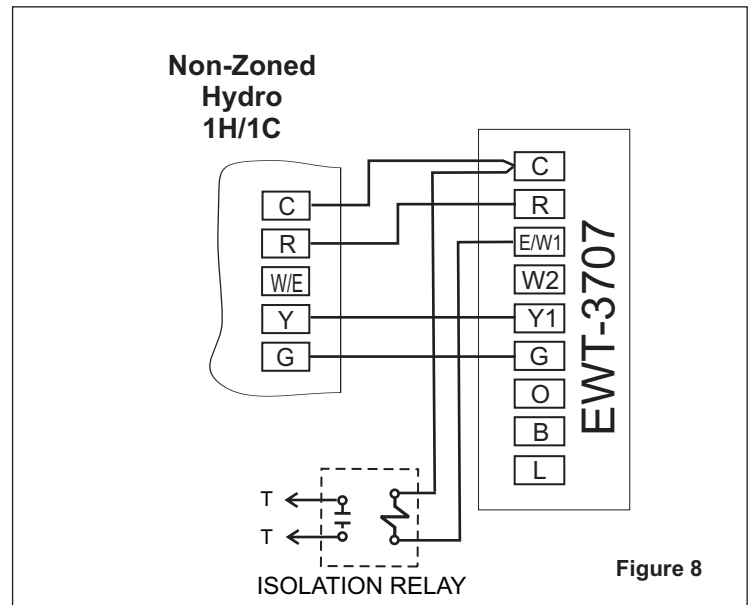 Non-Zoned
Hydro
1H/1C
C
R
W/E
Y
G
C
R
E/W1
W2
Y1
G
O
B
L
EWT-3707
T
T
ISOLATION RELAY
Figure 8